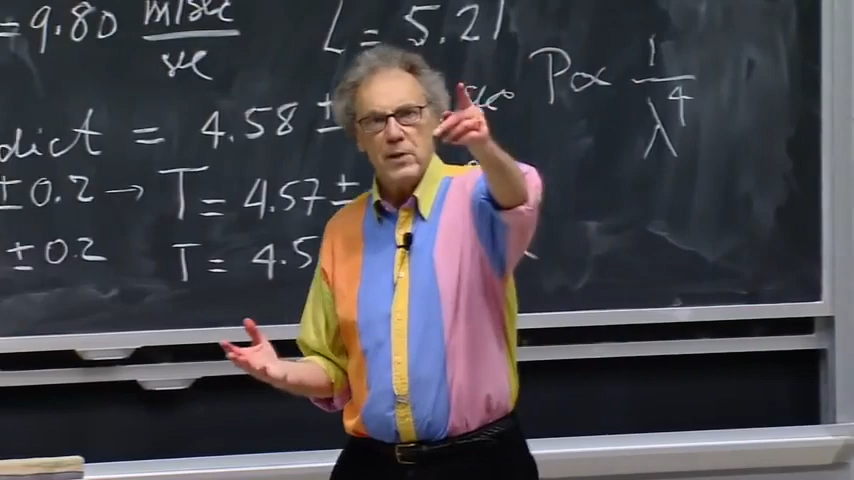 = 9.80 m/sec
sec
L = 5.21
P ∝ 1/λ⁴
dict = 4.58 ±
±0.2 → T = 4.57 ±
±0.2 T = 4.5